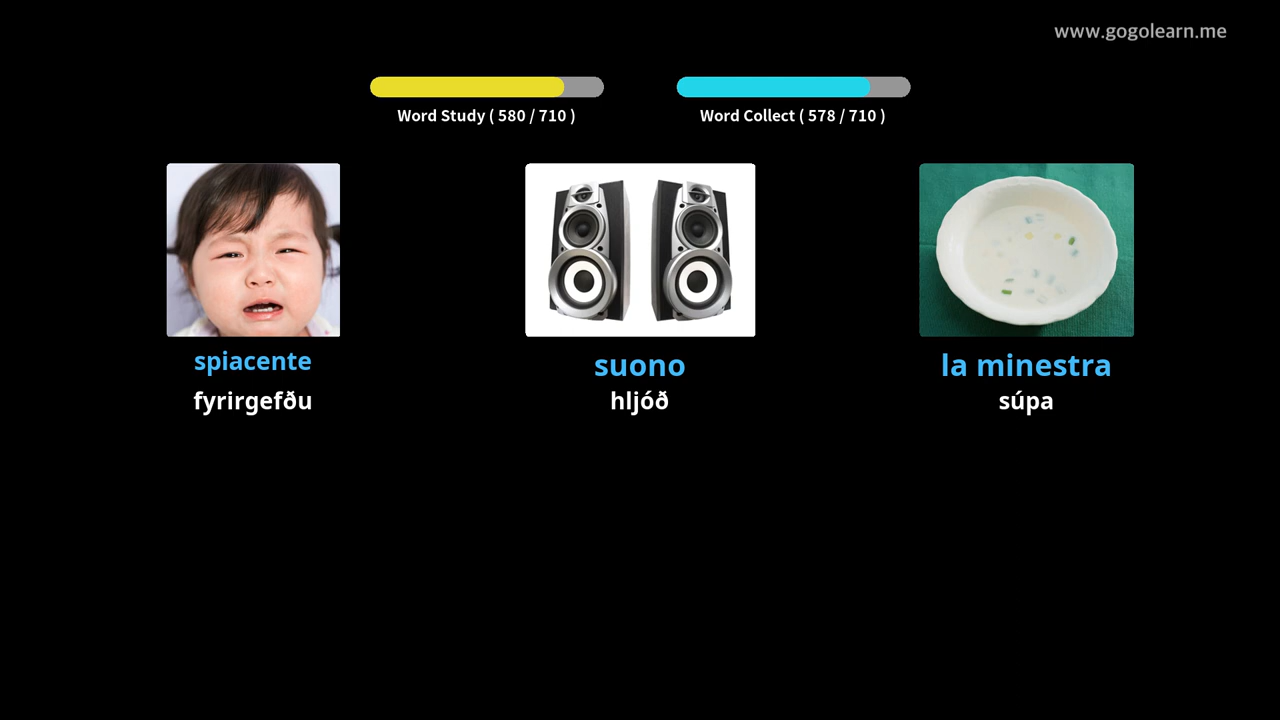 www.gogolearn.me
Word Study ( 580 / 710 )
Word Collect ( 578 / 710 )
spiacente
fyrirgefðu
suono
hljóð
la minestra
súpa